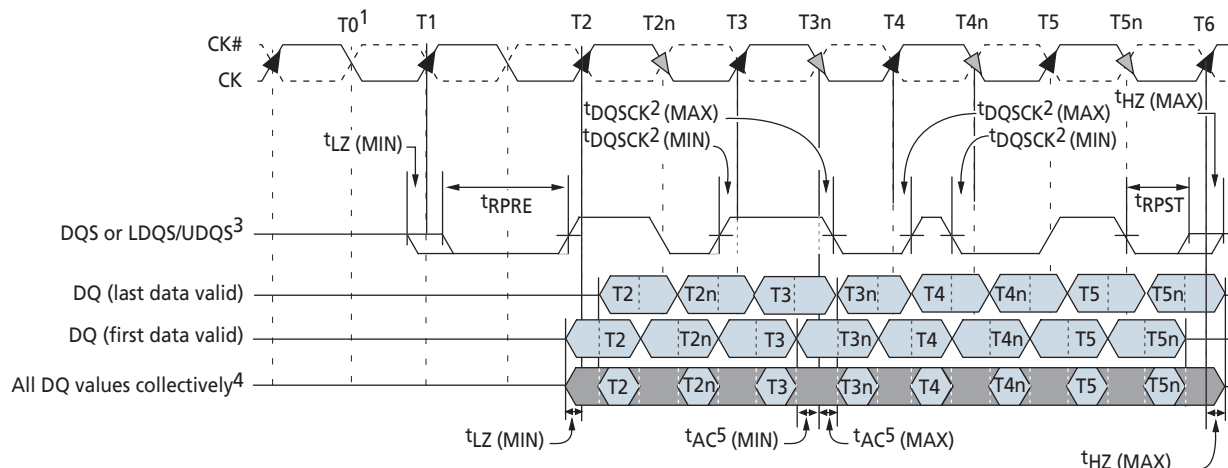 T0¹ T1 T2 T2n T3 T3n T4 T4n T5 T5n T6
CK#
CK
tHZ (MAX)
tDQSCK² (MAX) tDQSCK² (MAX)
tDQSCK² (MIN) tDQSCK² (MIN)
tLZ (MIN)
tRPRE tRPST
DQS or LDQS/UDQS³
DQ (last data valid) T2 T2n T3 T3n T4 T4n T5 T5n
DQ (first data valid) T2 T2n T3 T3n T4 T4n T5 T5n
All DQ values collectively⁴ T2 T2n T3 T3n T4 T4n T5 T5n
tLZ (MIN) tAC⁵ (MIN) tAC⁵ (MAX)
tHZ (MAX)